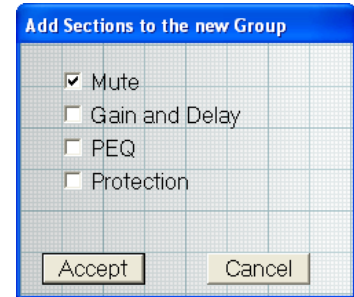 Add Sections to the new Group
Mute
Gain and Delay
PEQ
Protection
Accept Cancel